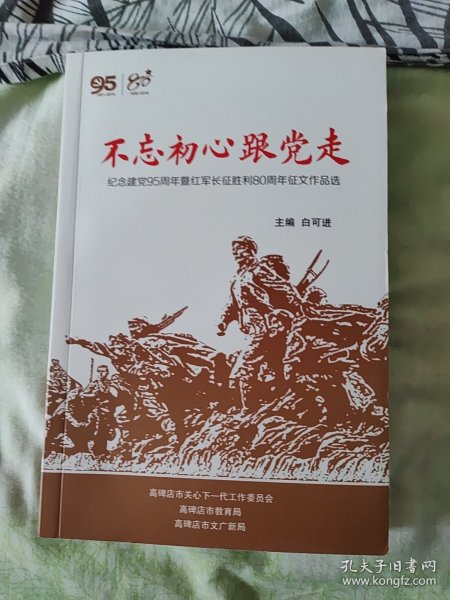 95
80
1936-2016
不忘初心跟党走
纪念建党95周年暨红军长征胜利80周年征文作品选
主编 白可进
高碑店市关心下一代工作委员会
高碑店市教育局
高碑店市文广新局
孔夫子旧书网
www.kongfz.com